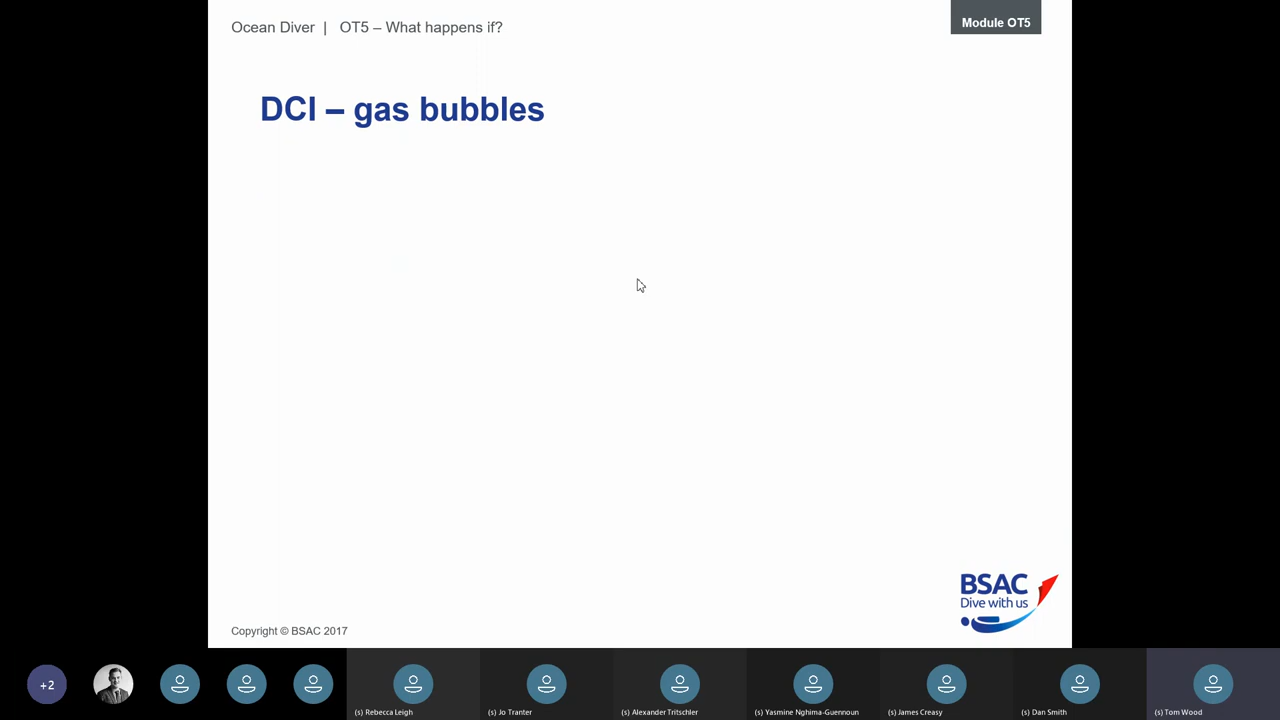 Ocean Diver | OT5 – What happens if?
Module OT5
DCI – gas bubbles
BSAC
Dive with us
Copyright © BSAC 2017
+2
(s) Rebecca Leigh
(s) Jo Tranter
(s) Alexander Tritschler
(s) Yasmine Nghima-Guennoun
(s) James Creasy
(s) Dan Smith
(s) Tom Wood